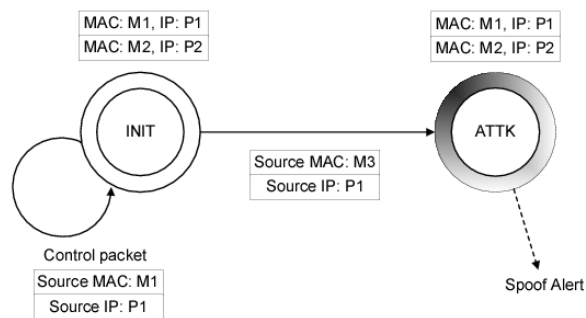 MAC: M1, IP: P1
MAC: M2, IP: P2
MAC: M1, IP: P1
MAC: M2, IP: P2
INIT
ATTK
Source MAC: M3
Source IP: P1
Control packet
Source MAC: M1
Source IP: P1
Spoof Alert